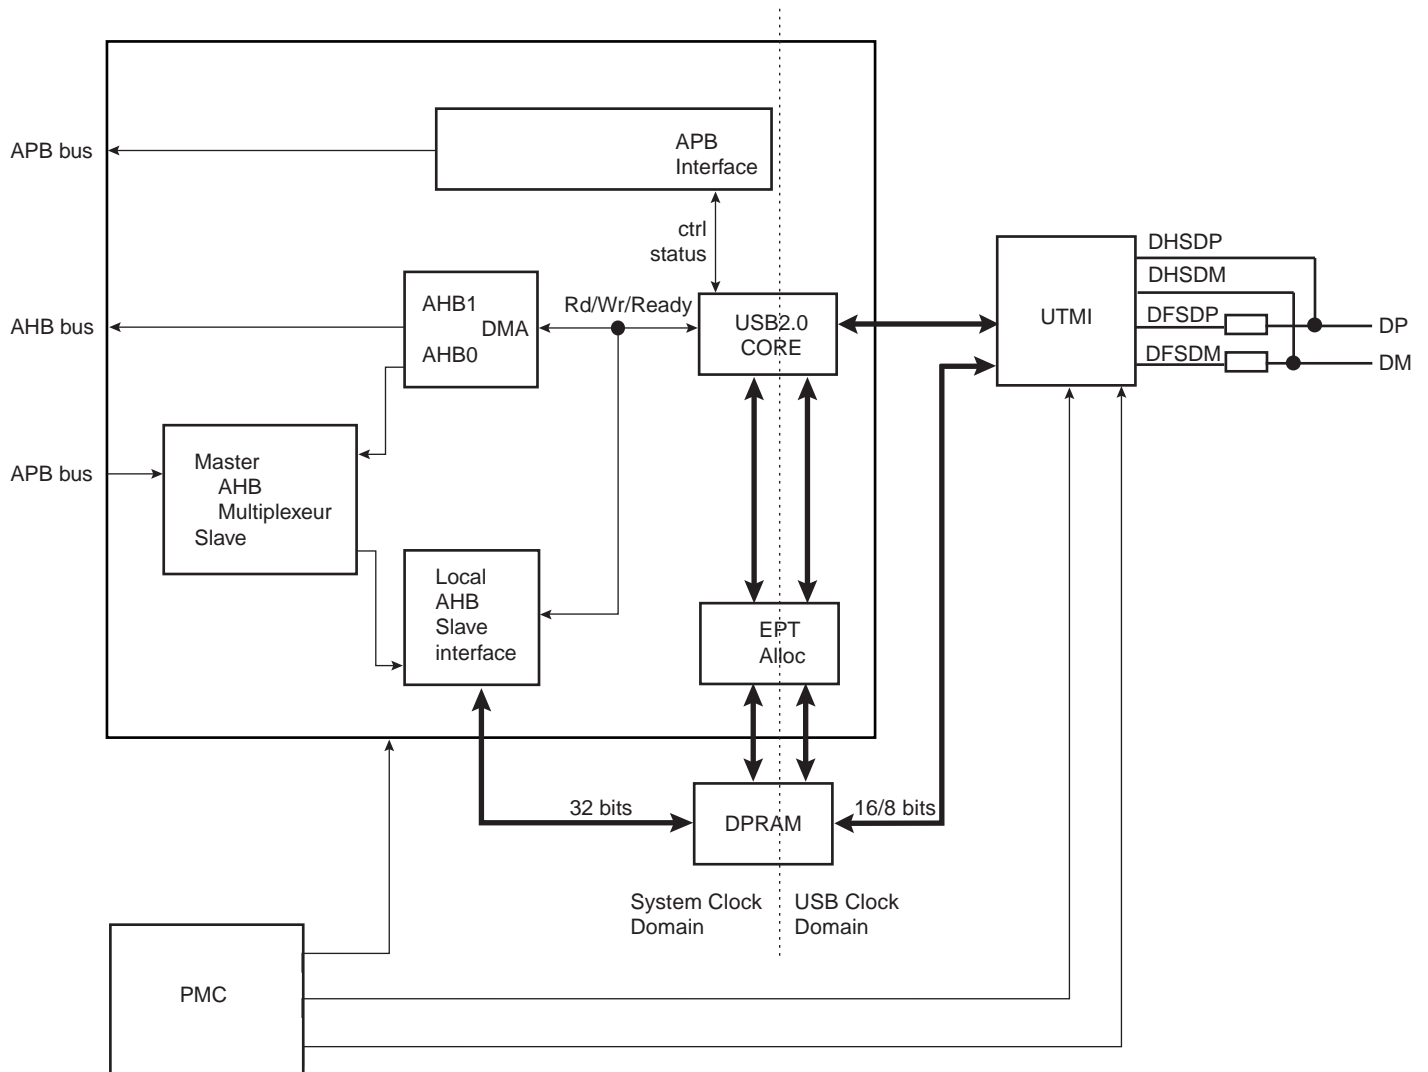 APB bus
APB
Interface
ctrl
status
AHB bus
AHB1
DMA
AHB0
Rd/Wr/Ready
USB2.0
CORE
UTMI
DHSDP
DHSDM
DFSDP
DFSDM
DP
DM
APB bus
Master
AHB
Multiplexeur
Slave
Local
AHB
Slave
interface
EPT
Alloc
32 bits
DPRAM
16/8 bits
System Clock
Domain
USB Clock
Domain
PMC